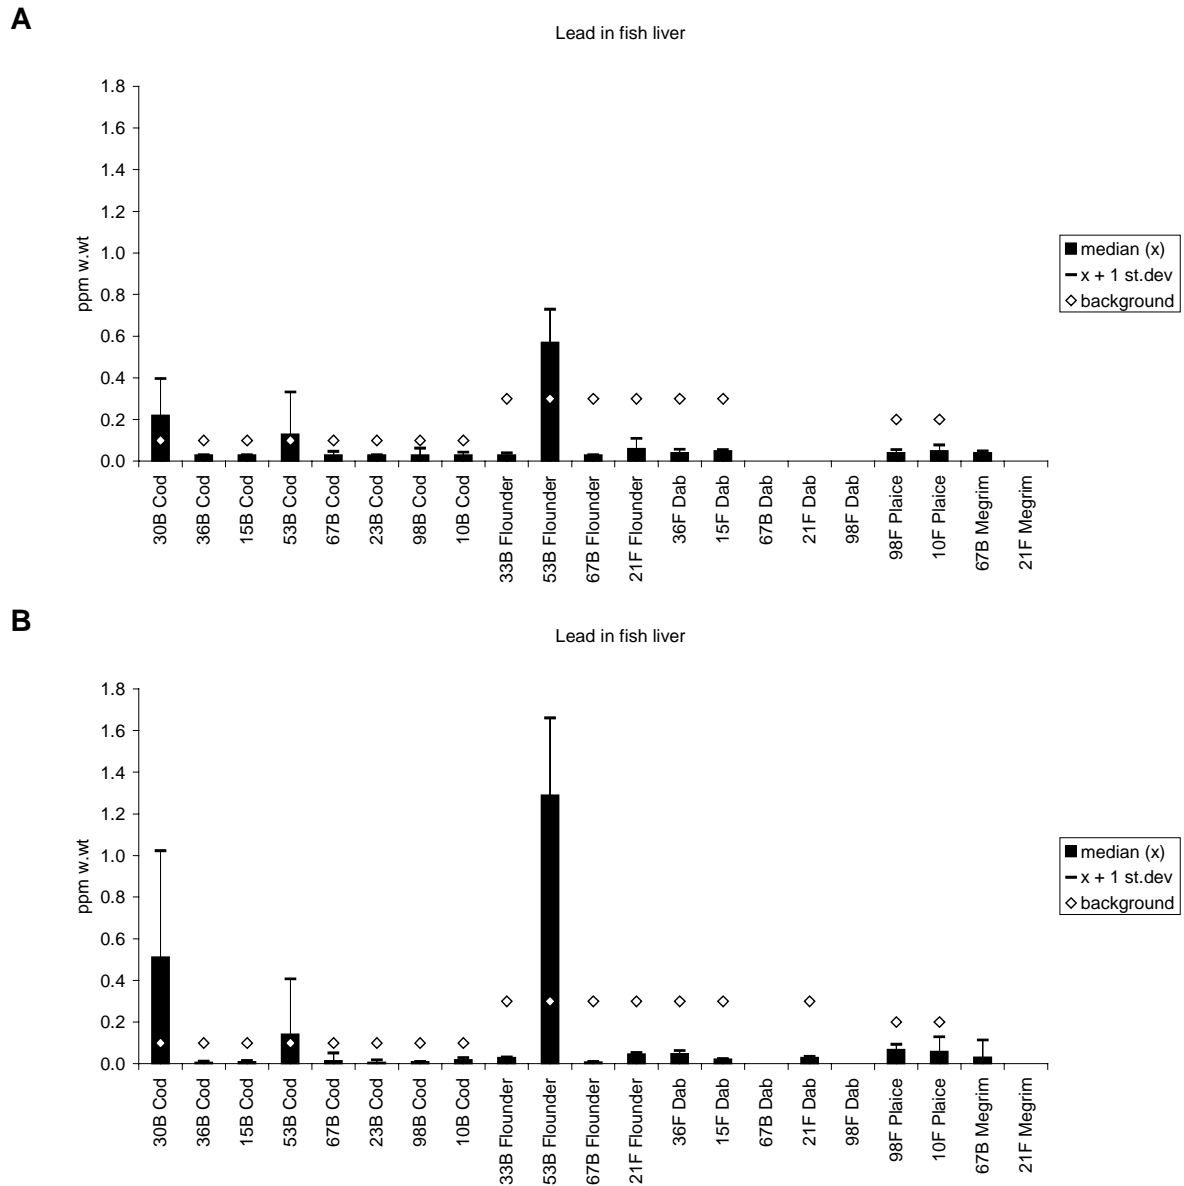 A
Lead in fish liver
1.8
1.6
1.4
1.2
1.0
0.8
0.6
0.4
0.2
0.0
ppm w.wt
median (x)
x + 1 st.dev
background
30B Cod
36B Cod
15B Cod
53B Cod
67B Cod
23B Cod
98B Cod
10B Cod
33B Flounder
53B Flounder
67B Flounder
21F Flounder
36F Dab
15F Dab
67B Dab
21F Dab
98F Dab
98F Plaice
10F Plaice
67B Megrim
21F Megrim
B
Lead in fish liver
1.8
1.6
1.4
1.2
1.0
0.8
0.6
0.4
0.2
0.0
ppm w.wt
median (x)
x + 1 st.dev
background
30B Cod
36B Cod
15B Cod
53B Cod
67B Cod
23B Cod
98B Cod
10B Cod
33B Flounder
53B Flounder
67B Flounder
21F Flounder
36F Dab
15F Dab
67B Dab
21F Dab
98F Dab
98F Plaice
10F Plaice
67B Megrim
21F Megrim